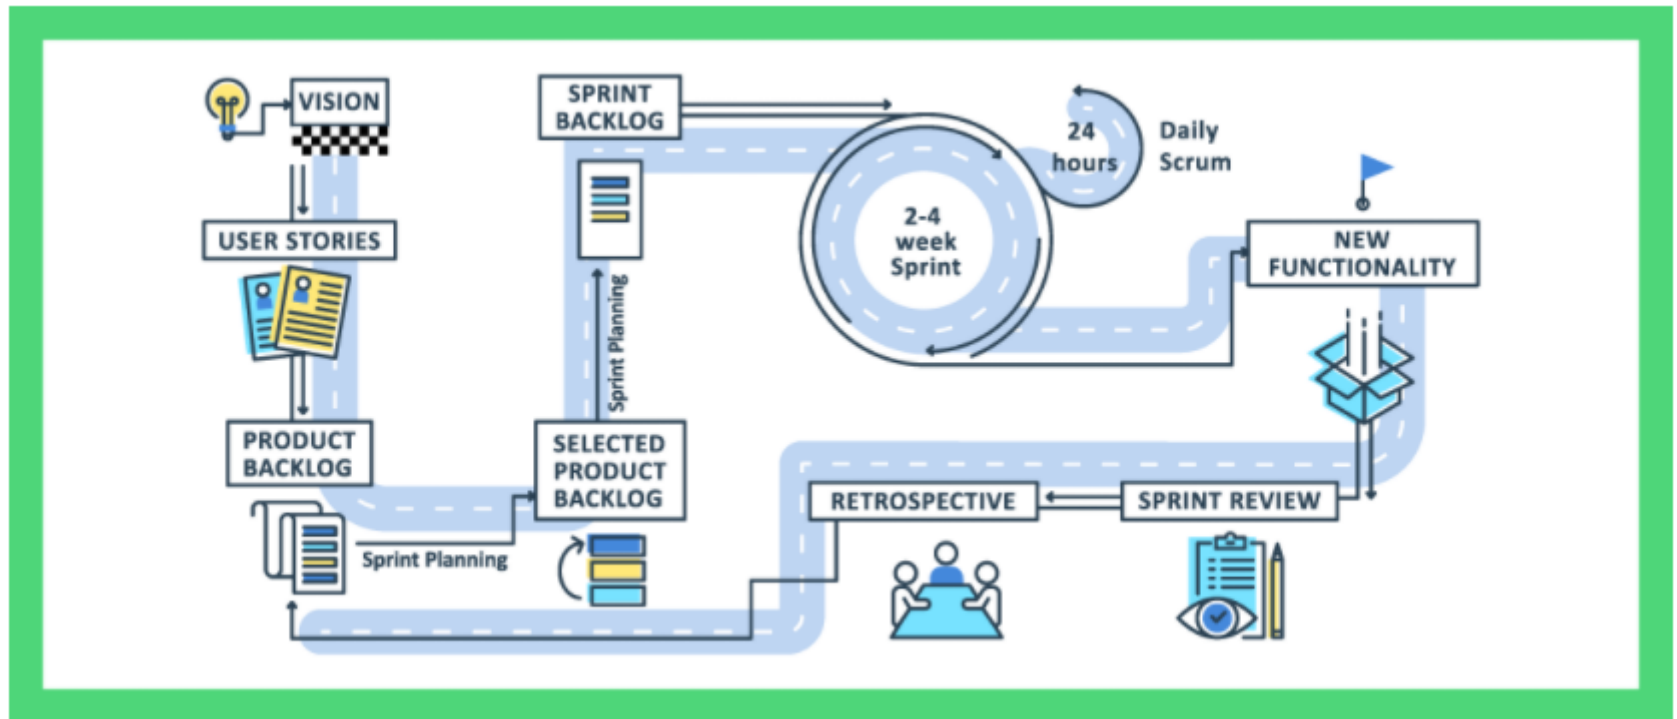 VISION
USER STORIES
PRODUCT
BACKLOG
Sprint Planning
SELECTED
PRODUCT
BACKLOG
Sprint Planning
SPRINT
BACKLOG
2-4
week
Sprint
24
hours
Daily
Scrum
NEW
FUNCTIONALITY
SPRINT REVIEW
RETROSPECTIVE